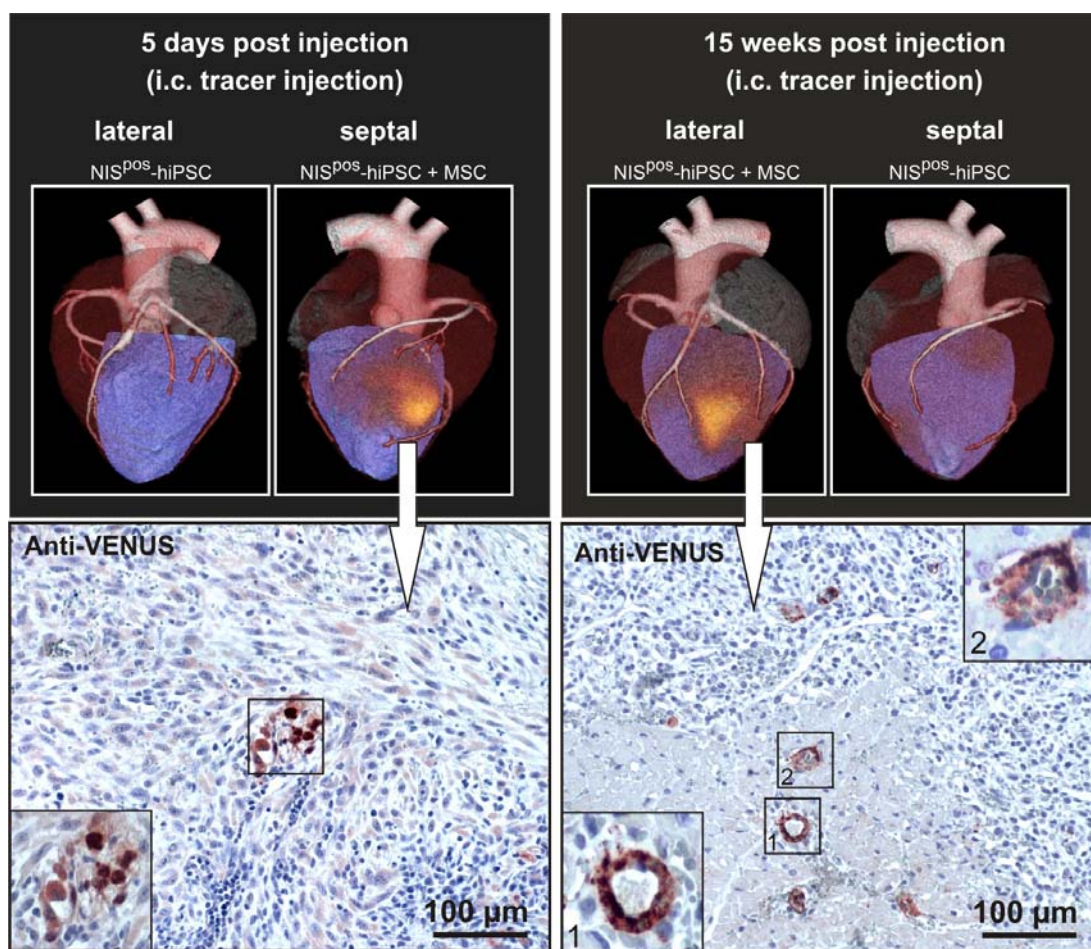 5 days post injection
(i.c. tracer injection)
lateral
septal
NISpos-hiPSC
NISpos-hiPSC + MSC
15 weeks post injection
(i.c. tracer injection)
lateral
septal
NISpos-hiPSC + MSC
NISpos-hiPSC
Anti-VENUS
100 µm
Anti-VENUS
2
2
1
1
100 µm